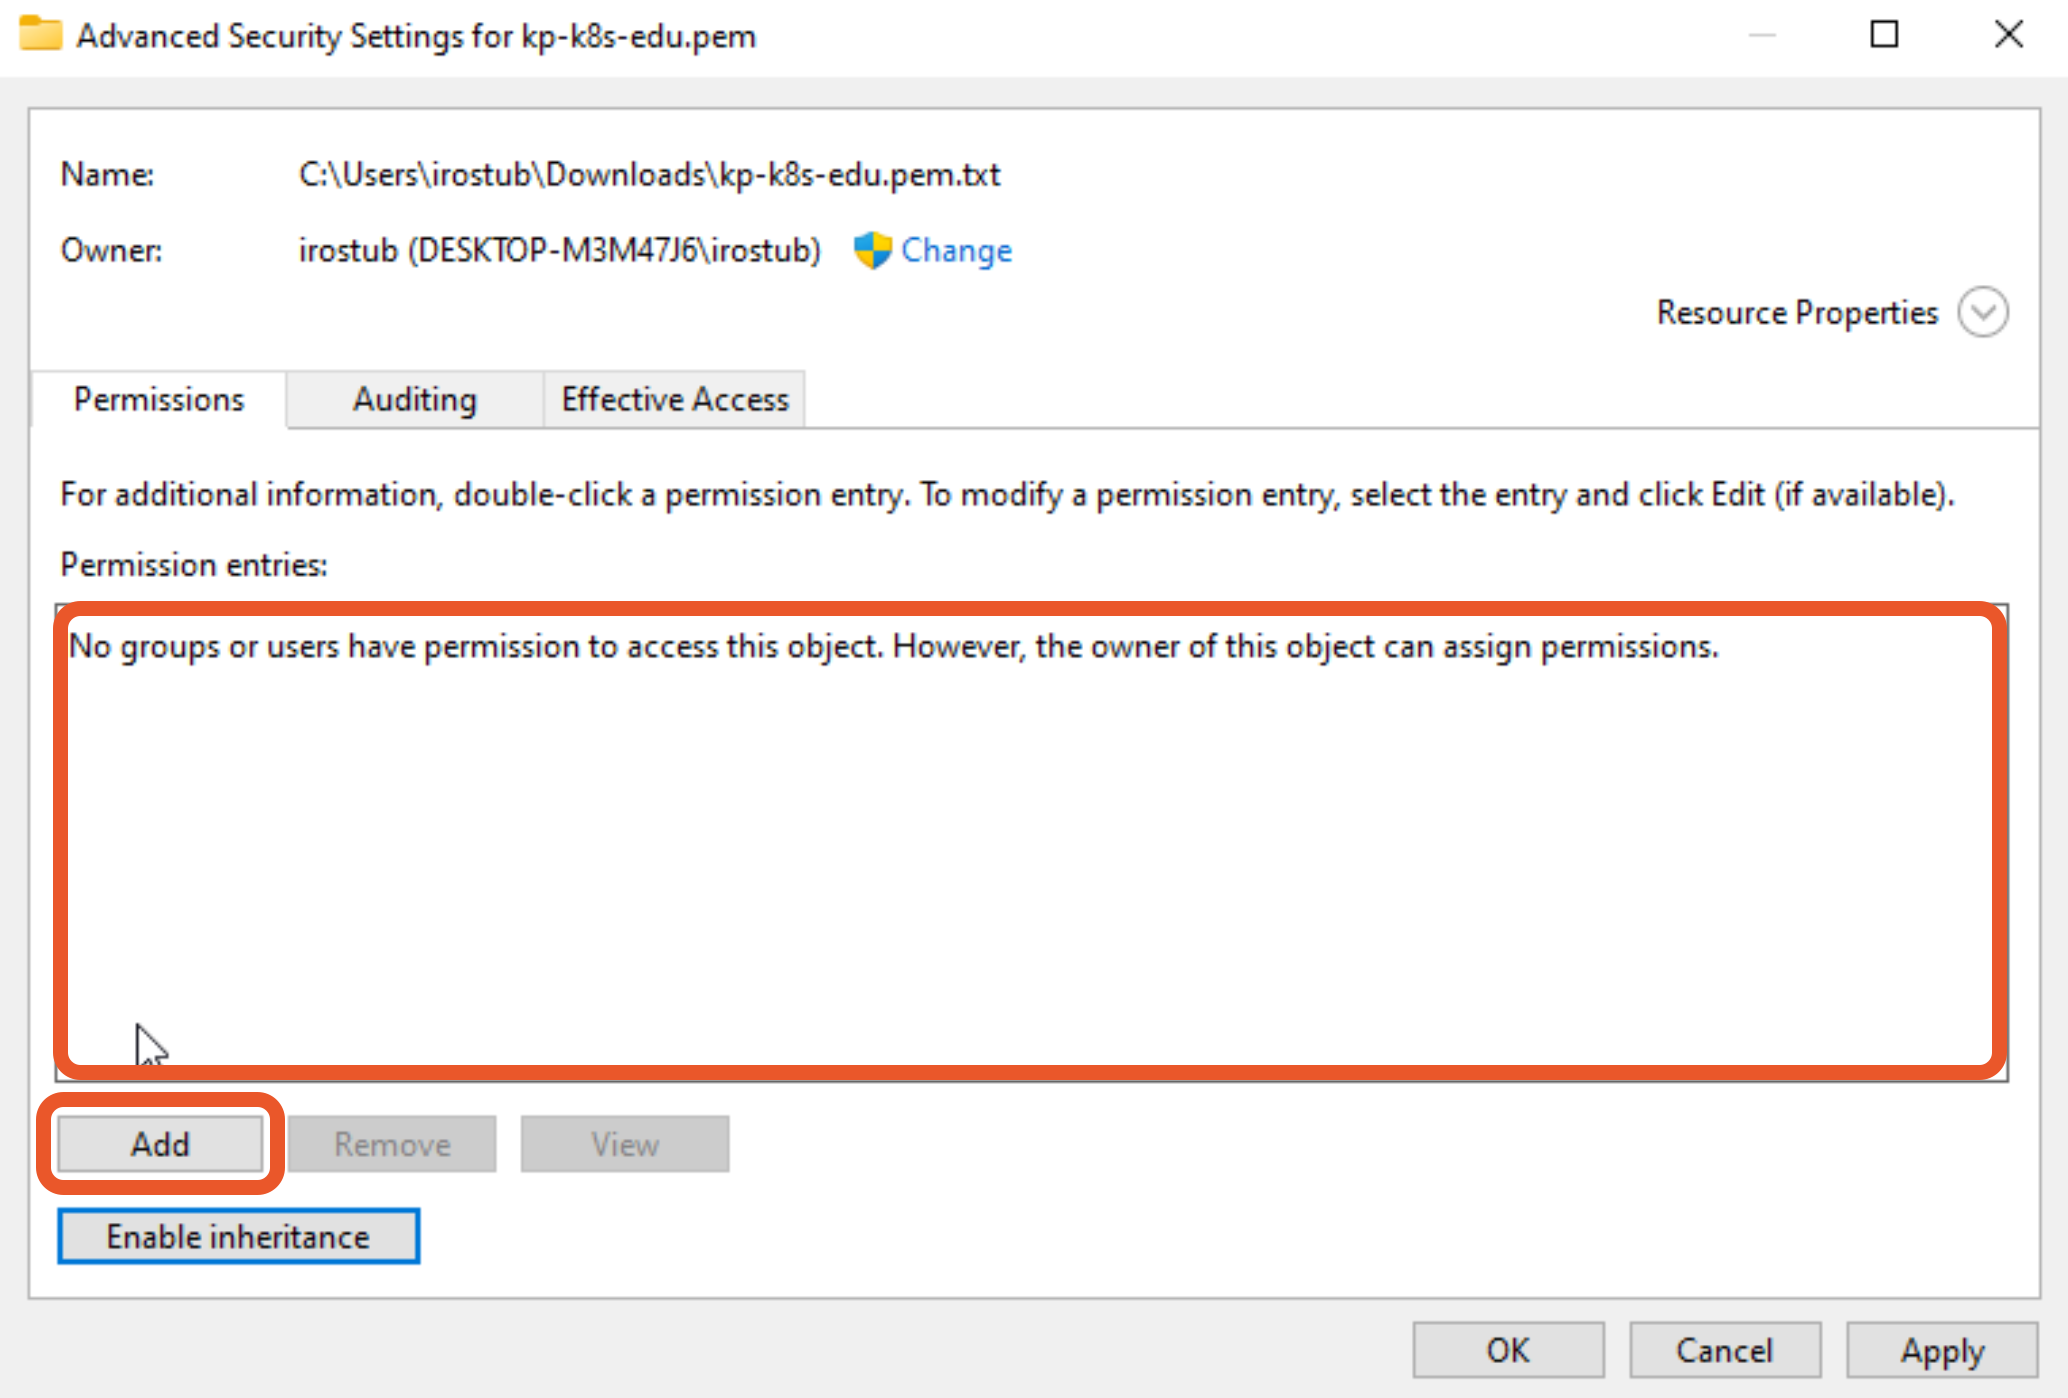 Advanced Security Settings for kp-k8s-edu.pem
Name: C:\Users\irostub\Downloads\kp-k8s-edu.pem.txt
Owner: irostub (DESKTOP-M3M47J6\irostub) Change
Resource Properties
Permissions Auditing Effective Access
For additional information, double-click a permission entry. To modify a permission entry, select the entry and click Edit (if available).
Permission entries:
No groups or users have permission to access this object. However, the owner of this object can assign permissions.
Add Remove View
Enable inheritance
OK Cancel Apply